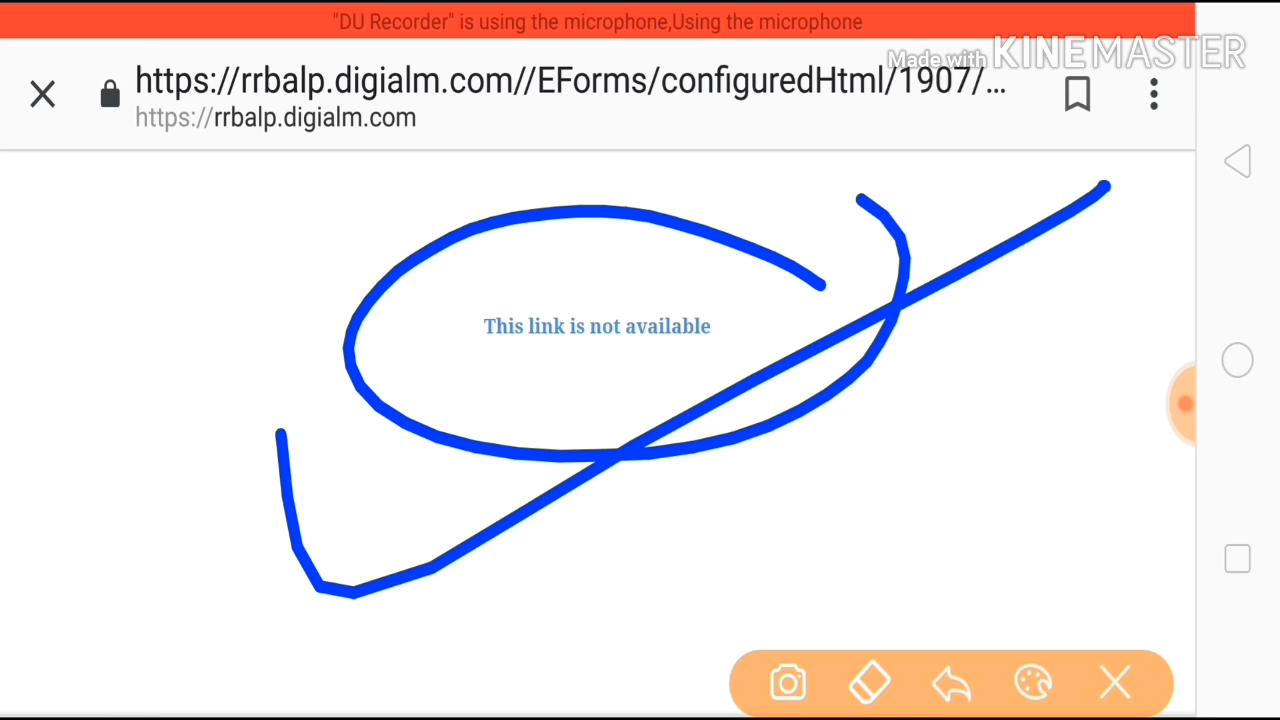 "DU Recorder" is using the microphone,Using the microphone
Made with KINEMASTER
https://rrbalp.digialm.com//EForms/configuredHtml/1907/...
https://rrbalp.digialm.com
This link is not available